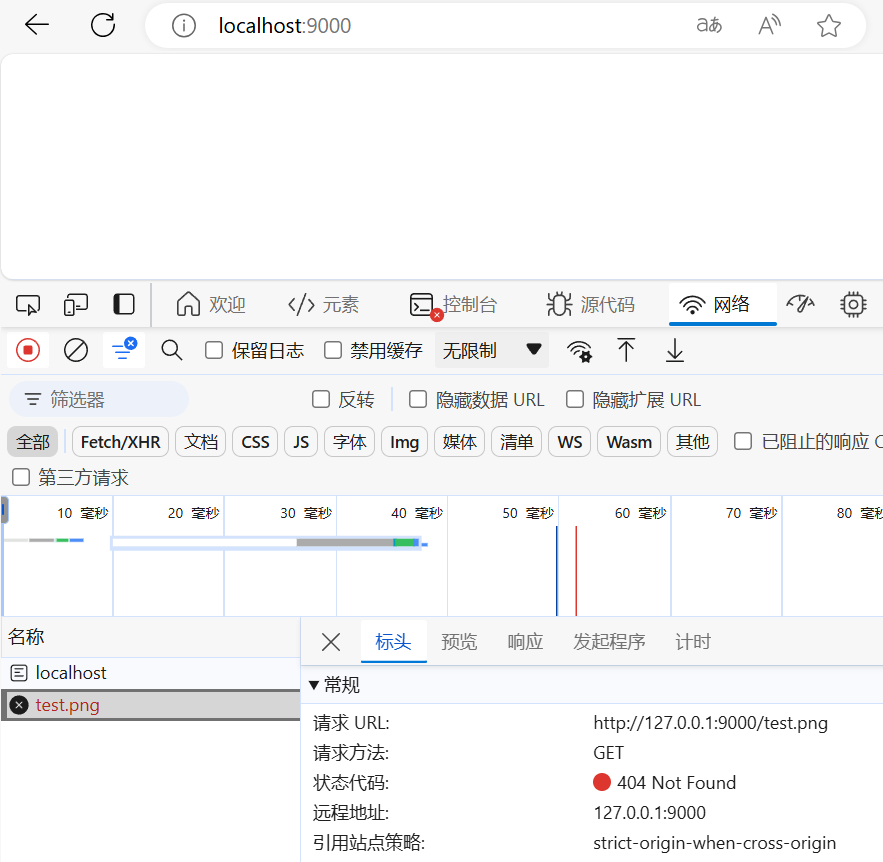 localhost:9000
aあ A
欢迎 元素 控制台 源代码 网络
保留日志 禁用缓存 无限制
筛选器 反转 隐藏数据 URL 隐藏扩展 URL
全部 Fetch/XHR 文档 CSS JS 字体 Img 媒体 清单 WS Wasm 其他 已阻止的响应 C
第三方请求
10 毫秒 20 毫秒 30 毫秒 40 毫秒 50 毫秒 60 毫秒 70 毫秒 80 毫秒
名称 标头 预览 响应 发起程序 计时
localhost
test.png
常规
请求 URL: http://127.0.0.1:9000/test.png
请求方法: GET
状态代码: 404 Not Found
远程地址: 127.0.0.1:9000
引用站点策略: strict-origin-when-cross-origin